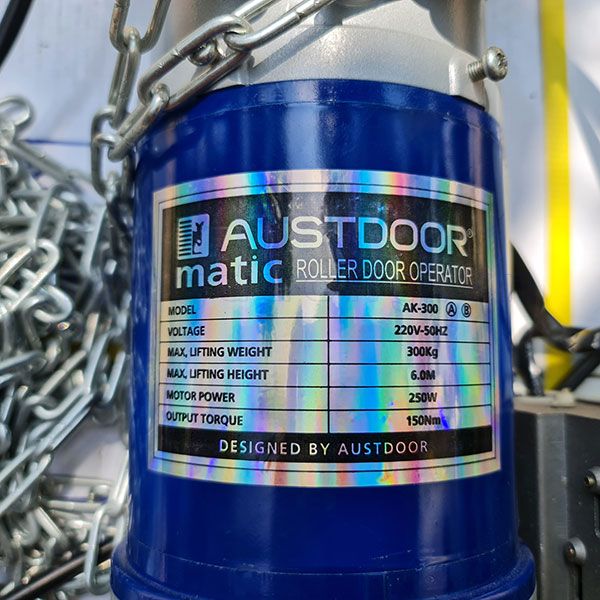 AUSTDOOR®
matic ROLLER DOOR OPERATOR
MODEL AK-300 Ⓐ Ⓑ
VOLTAGE 220V-50HZ
MAX, LIFTING WEIGHT 300Kg
MAX, LIFTING HEIGHT 6.0M
MOTOR POWER 250W
OUTPUT TORQUE 150Nm
DESIGNED BY AUSTDOOR